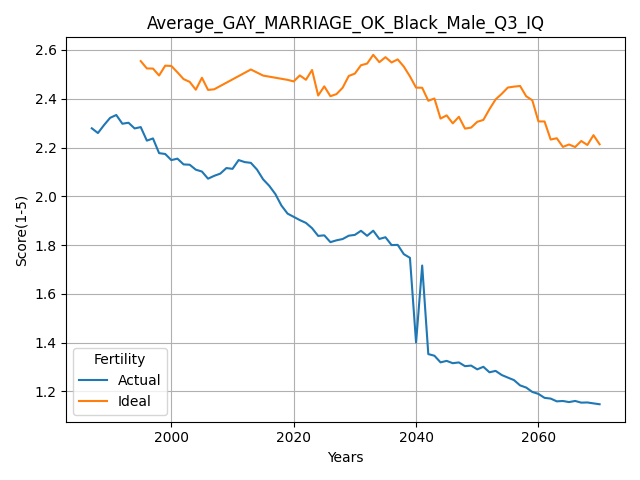 Average_GAY_MARRIAGE_OK_Black_Male_Q3_IQ
2.6
2.4
2.2
2.0
1.8
1.6
1.4
1.2
Score(1-5)
Fertility
Actual
Ideal
2000 2020 2040 2060
Years